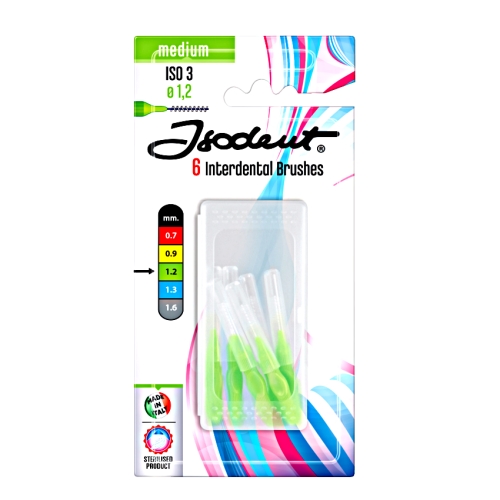 medium
ISO 3
ø 1,2
Isodent®
6 Interdental Brushes
mm.
0.7
0.9
1.2
1.3
1.6
MADE IN ITALY
STERILISED
PRODUCT